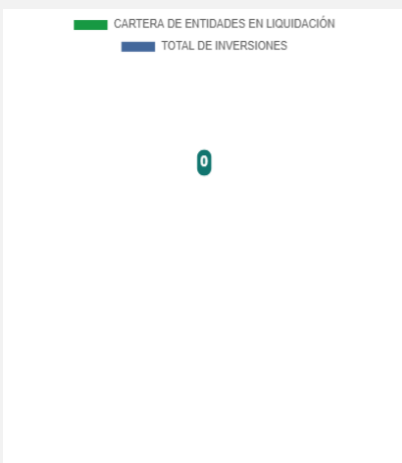 CARTERA DE ENTIDADES EN LIQUIDACIÓN
TOTAL DE INVERSIONES
0